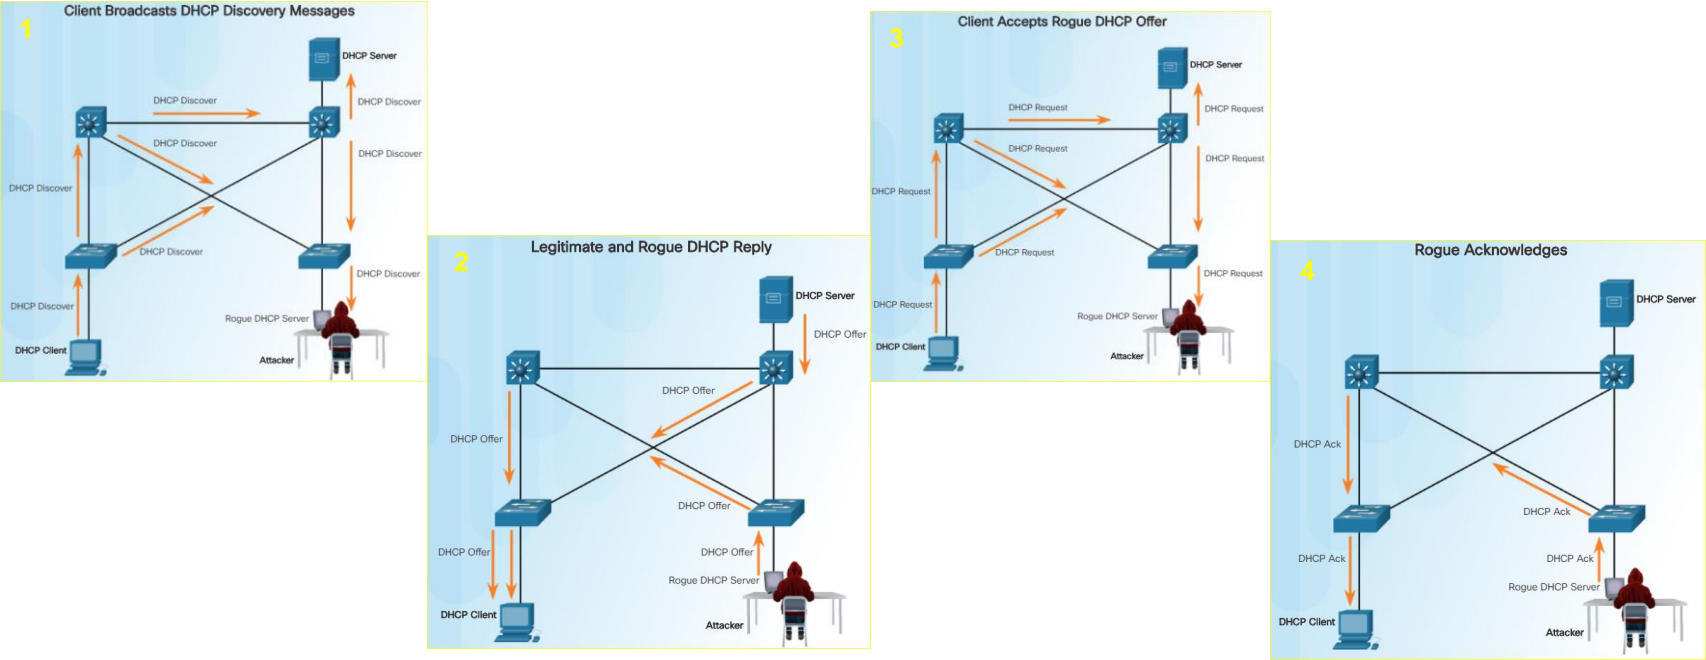 1
Client Broadcasts DHCP Discovery Messages
DHCP Server
DHCP Discover
DHCP Discover
DHCP Discover
DHCP Discover
DHCP Discover
DHCP Discover
DHCP Discover
DHCP Discover
Rogue DHCP Server
DHCP Client
Attacker
2
Legitimate and Rogue DHCP Reply
DHCP Server
DHCP Offer
DHCP Offer
DHCP Offer
DHCP Offer
DHCP Offer
DHCP Offer
Rogue DHCP Server
DHCP Client
Attacker
3
Client Accepts Rogue DHCP Offer
DHCP Server
DHCP Request
DHCP Request
DHCP Request
DHCP Request
DHCP Request
DHCP Request
DHCP Request
DHCP Request
Rogue DHCP Server
DHCP Client
Attacker
4
Rogue Acknowledges
DHCP Server
DHCP Ack
DHCP Ack
DHCP Ack
DHCP Ack
Rogue DHCP Server
DHCP Client
Attacker